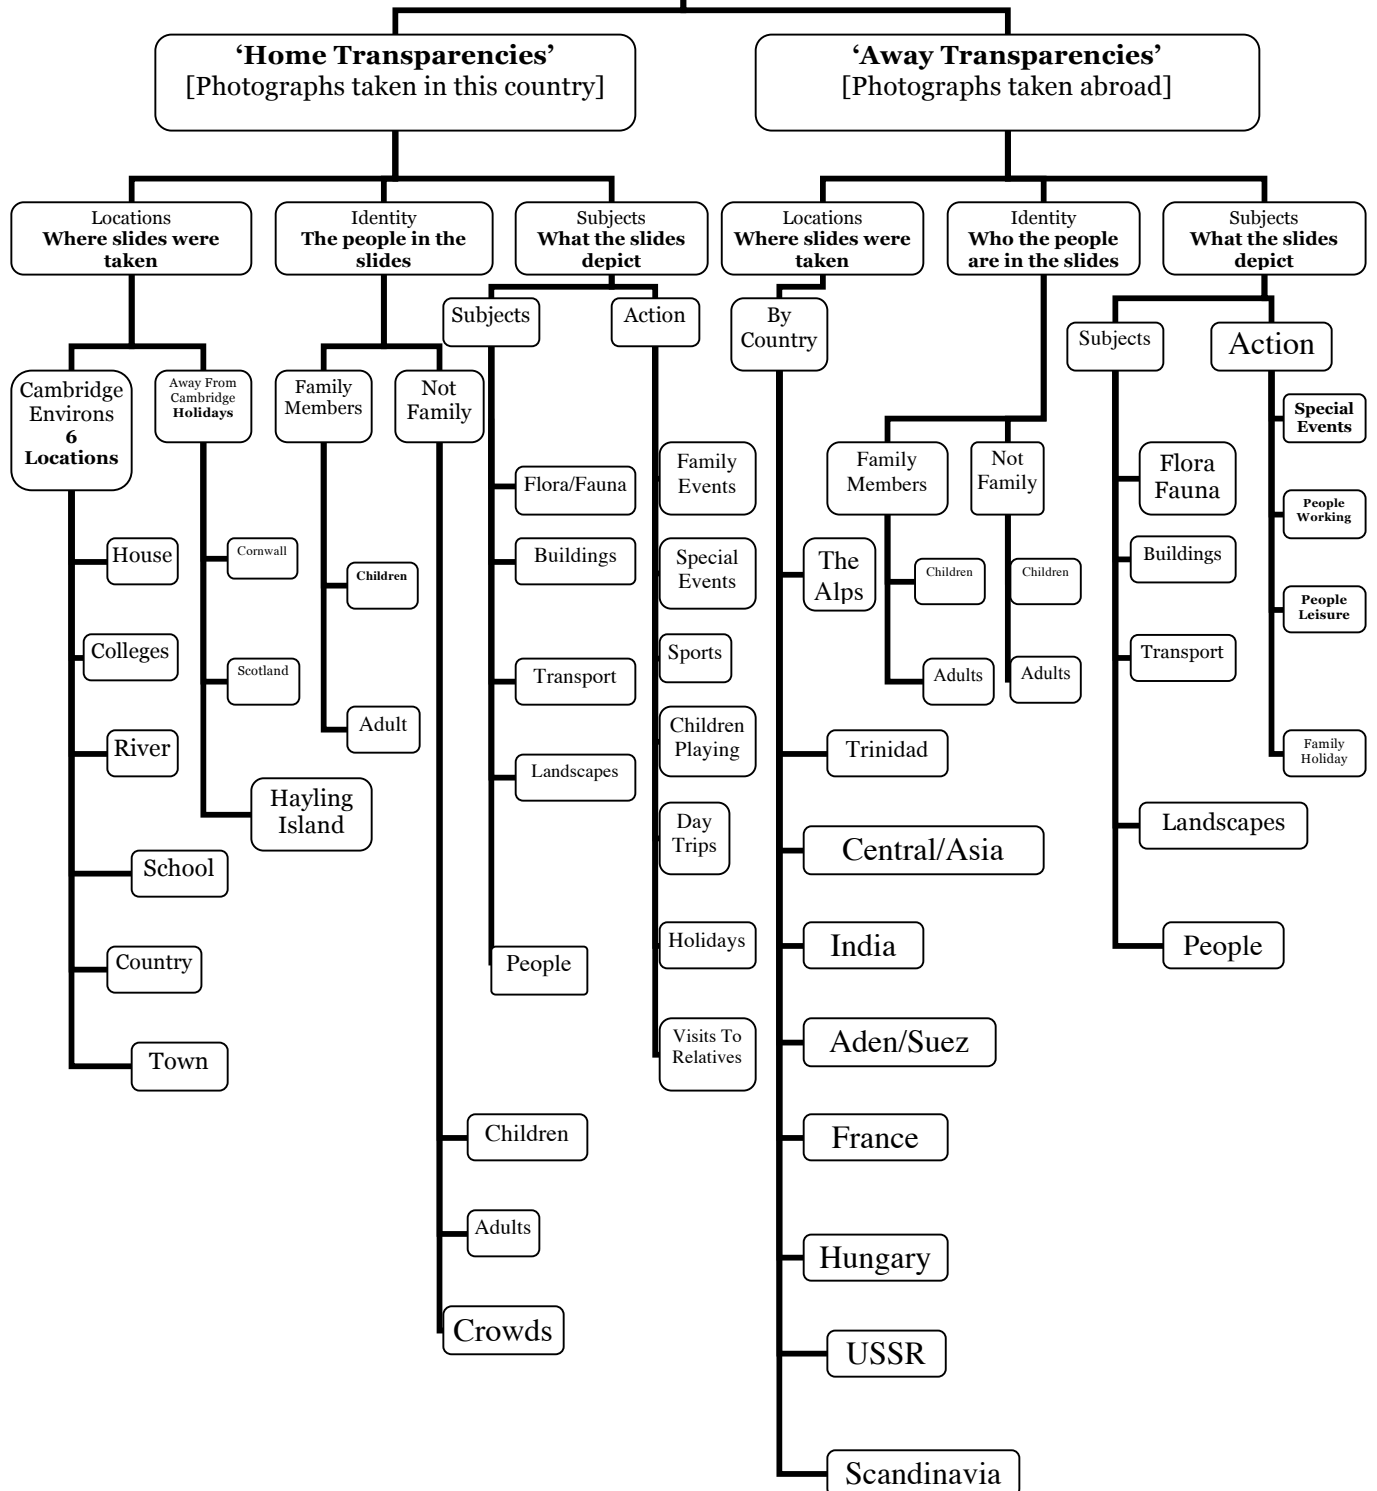 ‘Home Transparencies’
[Photographs taken in this country]
‘Away Transparencies’
[Photographs taken abroad]
Locations
Where slides were
taken
Identity
The people in the
slides
Subjects
What the slides
depict
Locations
Where slides were
taken
Identity
Who the people
are in the slides
Subjects
What the slides
depict
Cambridge
Environs
6
Locations
House
Colleges
River
School
Country
Town
Away From
Cambridge
Holidays
Cornwall
Scotland
Hayling
Island
Family
Members
Children
Adult
Not
Family
Children
Adults
Crowds
Subjects
Flora/Fauna
Buildings
Transport
Landscapes
People
Action
Family
Events
Special
Events
Sports
Children
Playing
Day
Trips
Holidays
Visits To
Relatives
By
Country
The
Alps
Trinidad
Central/Asia
India
Aden/Suez
France
Hungary
USSR
Scandinavia
Family
Members
Children
Adults
Not
Family
Children
Adults
Subjects
Flora
Fauna
Buildings
Transport
Landscapes
People
Action
Special
Events
People
Working
People
Leisure
Family
Holiday